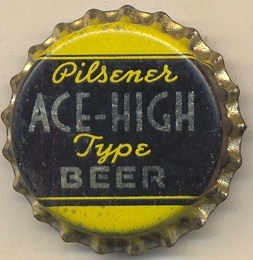 Pilsener
ACE-HIGH
Type
BEER